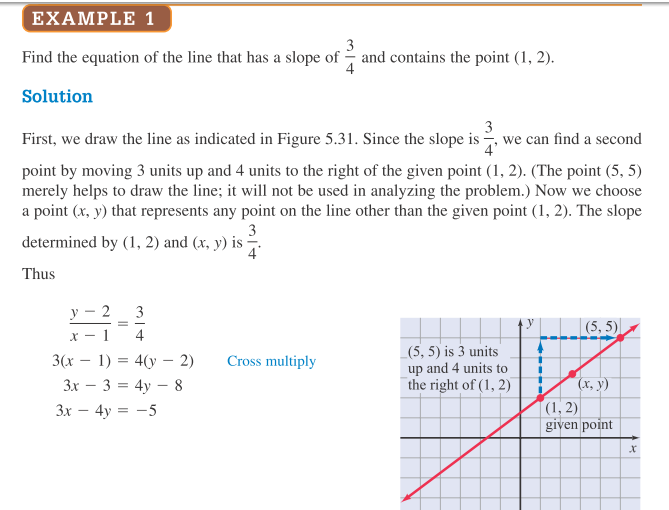 EXAMPLE 1
Find the equation of the line that has a slope of 3/4 and contains the point (1, 2).
Solution
First, we draw the line as indicated in Figure 5.31. Since the slope is 3/4, we can find a second
point by moving 3 units up and 4 units to the right of the given point (1, 2). (The point (5, 5)
merely helps to draw the line; it will not be used in analyzing the problem.) Now we choose
a point (x, y) that represents any point on the line other than the given point (1, 2). The slope
determined by (1, 2) and (x, y) is 3/4.
Thus
(y − 2)/(x − 1) = 3/4
3(x − 1) = 4(y − 2) Cross multiply
3x − 3 = 4y − 8
3x − 4y = −5
y
(5, 5)
(5, 5) is 3 units
up and 4 units to
the right of (1, 2)
(x, y)
(1, 2)
given point
x